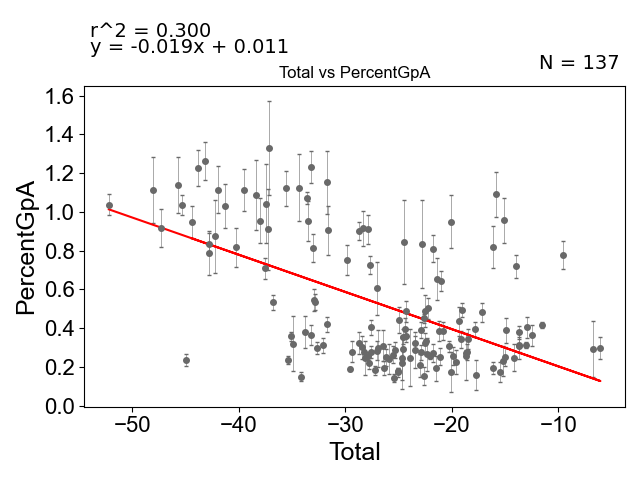 r^2 = 0.300
y = -0.019x + 0.011
N = 137
Total vs PercentGpA
1.6
1.4
1.2
1.0
0.8
0.6
0.4
0.2
0.0
PercentGpA
−50 −40 −30 −20 −10
Total